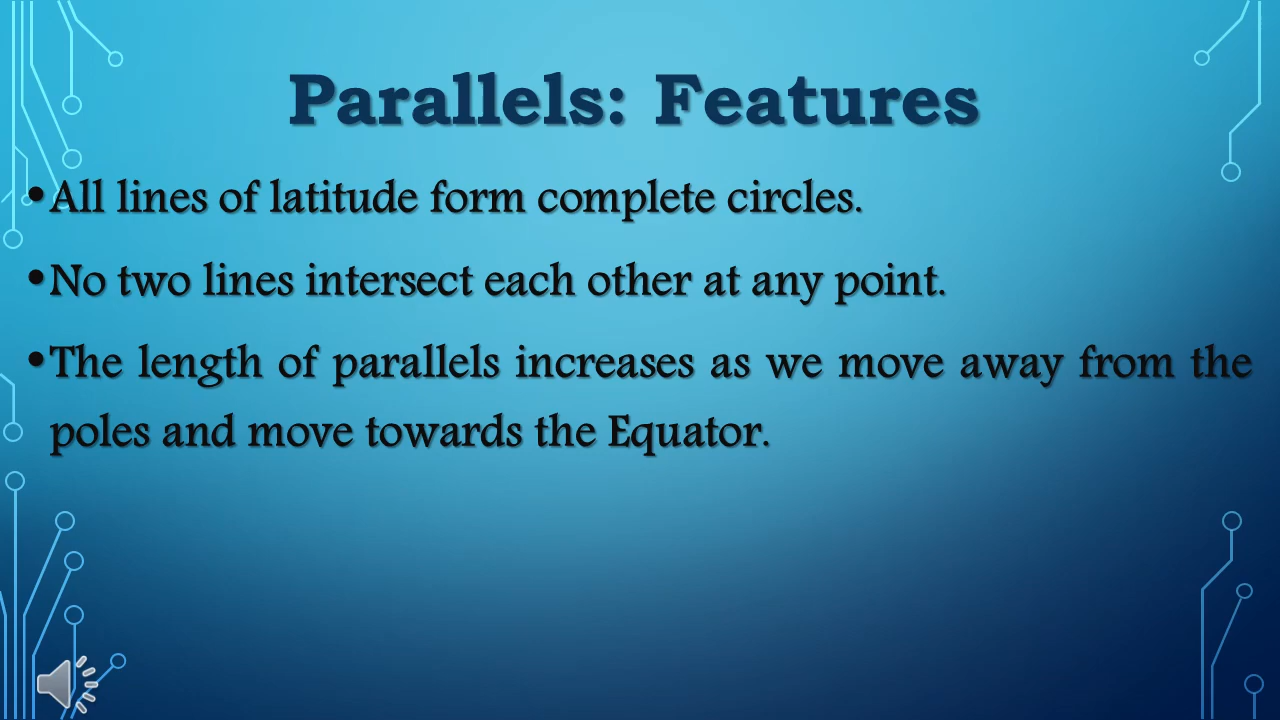 Parallels: Features
•All lines of latitude form complete circles.
•No two lines intersect each other at any point.
•The length of parallels increases as we move away from the
poles and move towards the Equator.